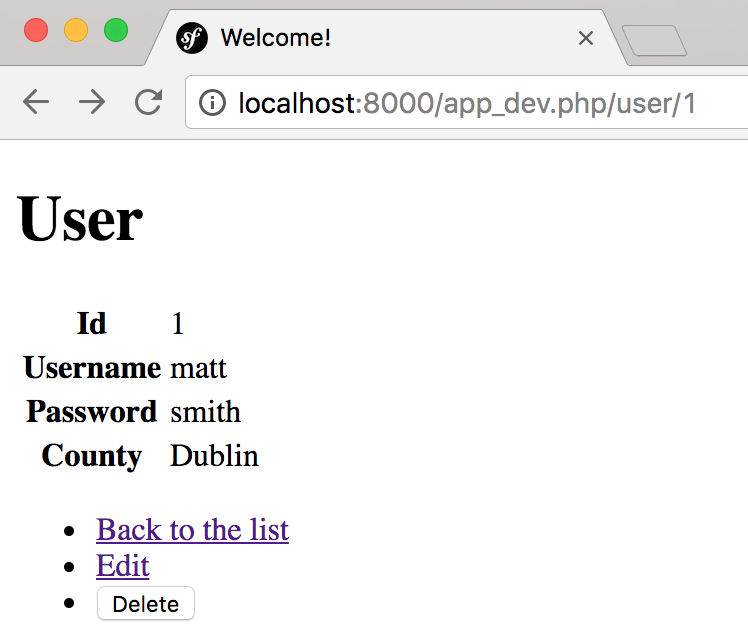 sf Welcome!
localhost:8000/app_dev.php/user/1
User
Id 1
Username matt
Password smith
County Dublin
Back to the list
Edit
Delete